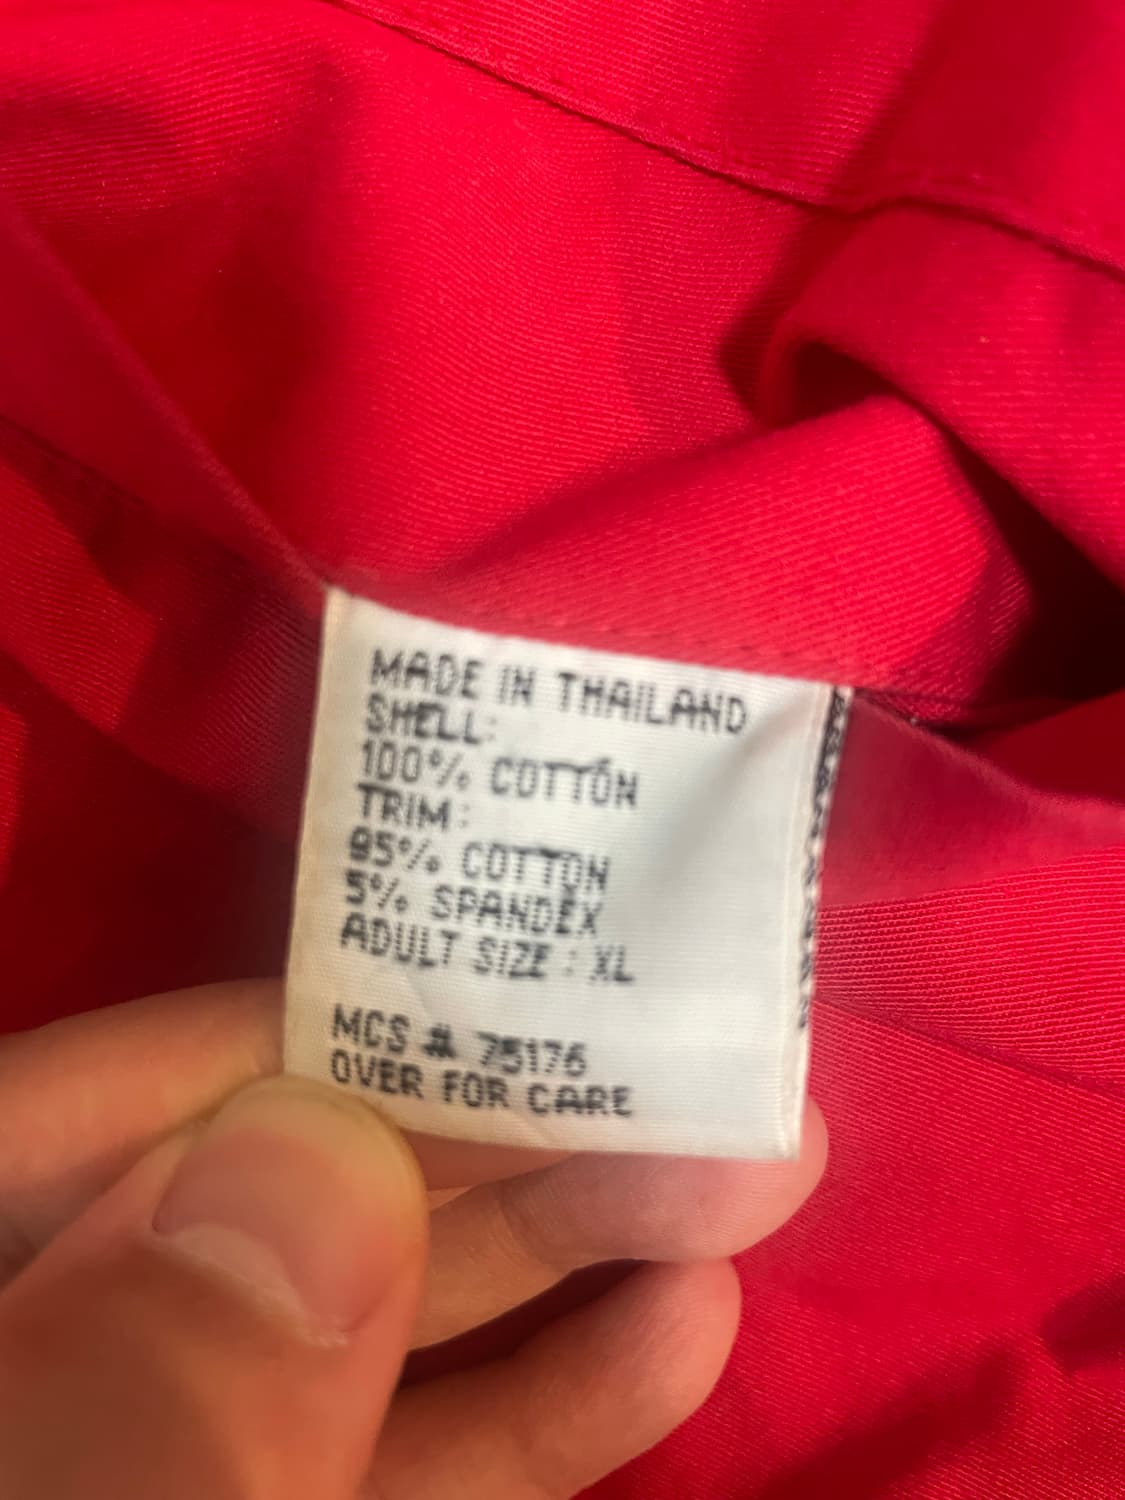 MADE IN THAILAND
SHELL:
100% COTTON
TRIM:
95% COTTON
5% SPANDEX
ADULT SIZE : XL
MCS # 75176
OVER FOR CARE